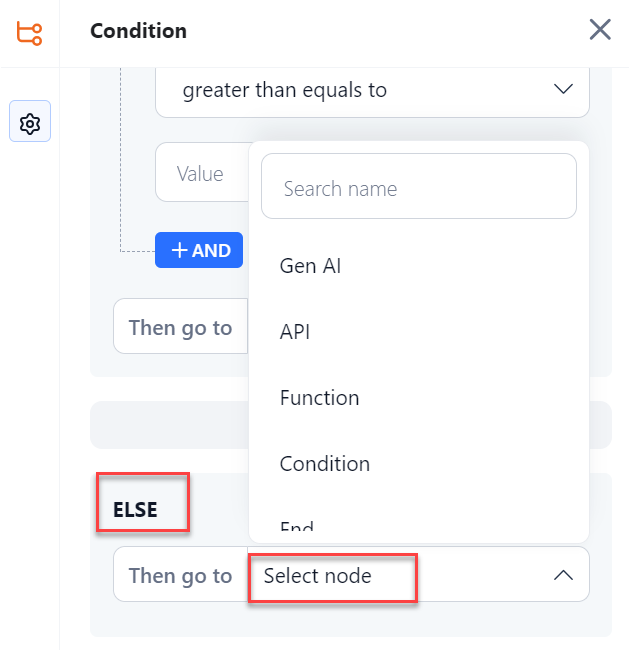 Condition
greater than equals to
Value
Search name
+ AND
Gen AI
Then go to
API
Function
Condition
End
ELSE
Then go to
Select node